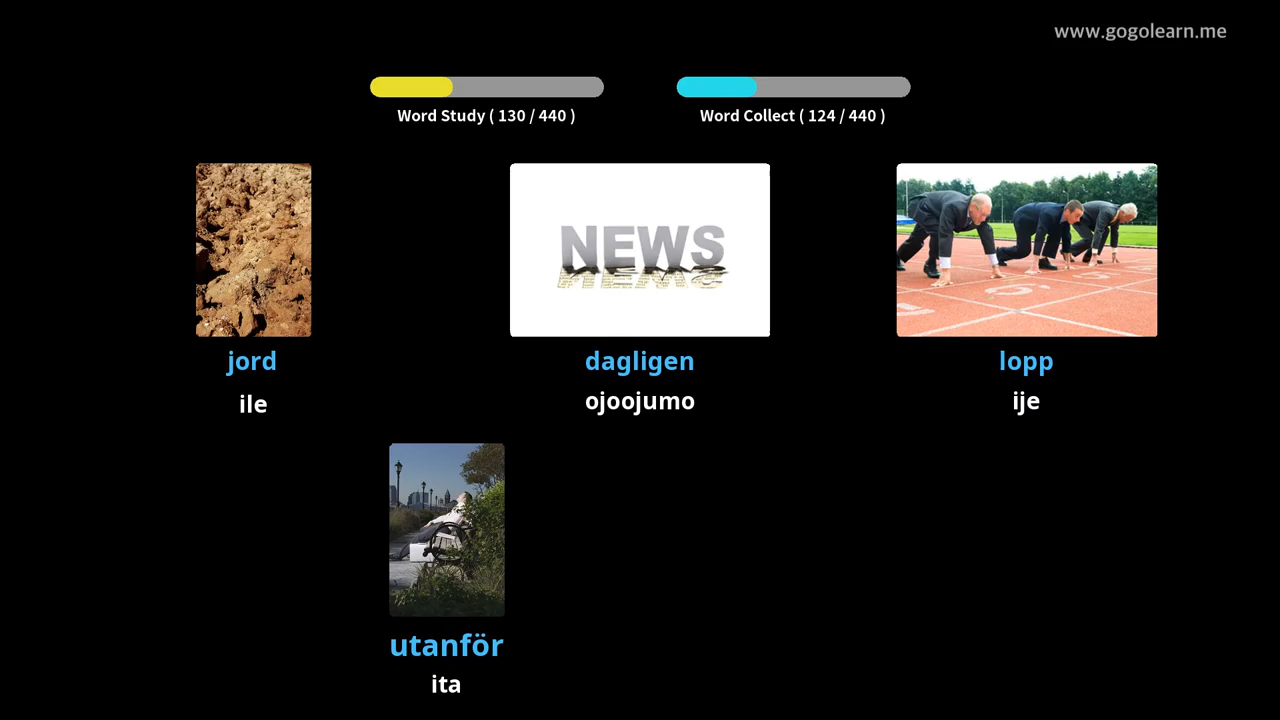 www.gogolearn.me
Word Study ( 130 / 440 )
Word Collect ( 124 / 440 )
NEWS
jord
dagligen
lopp
ile
ojoojumo
ije
utanför
ita